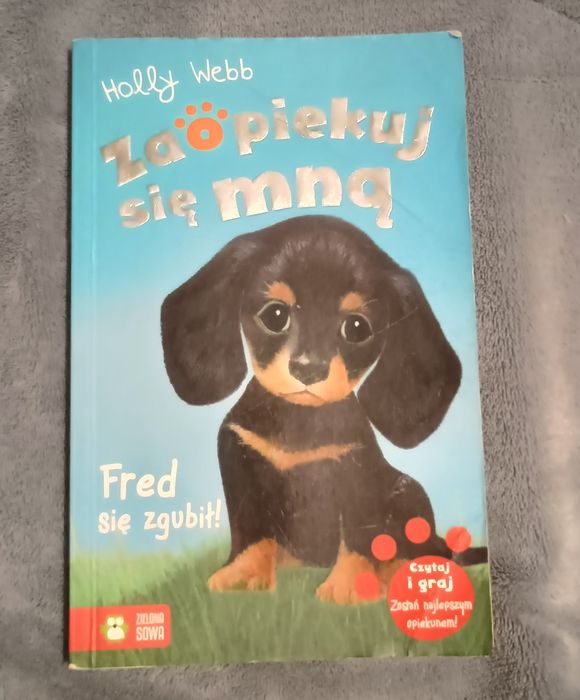 Holly Webb
Zaopiekuj
się mną
Fred
się zgubił!
Czytaj
i graj
Zostań najlepszym
opiekunem!
ZIELONA
SOWA